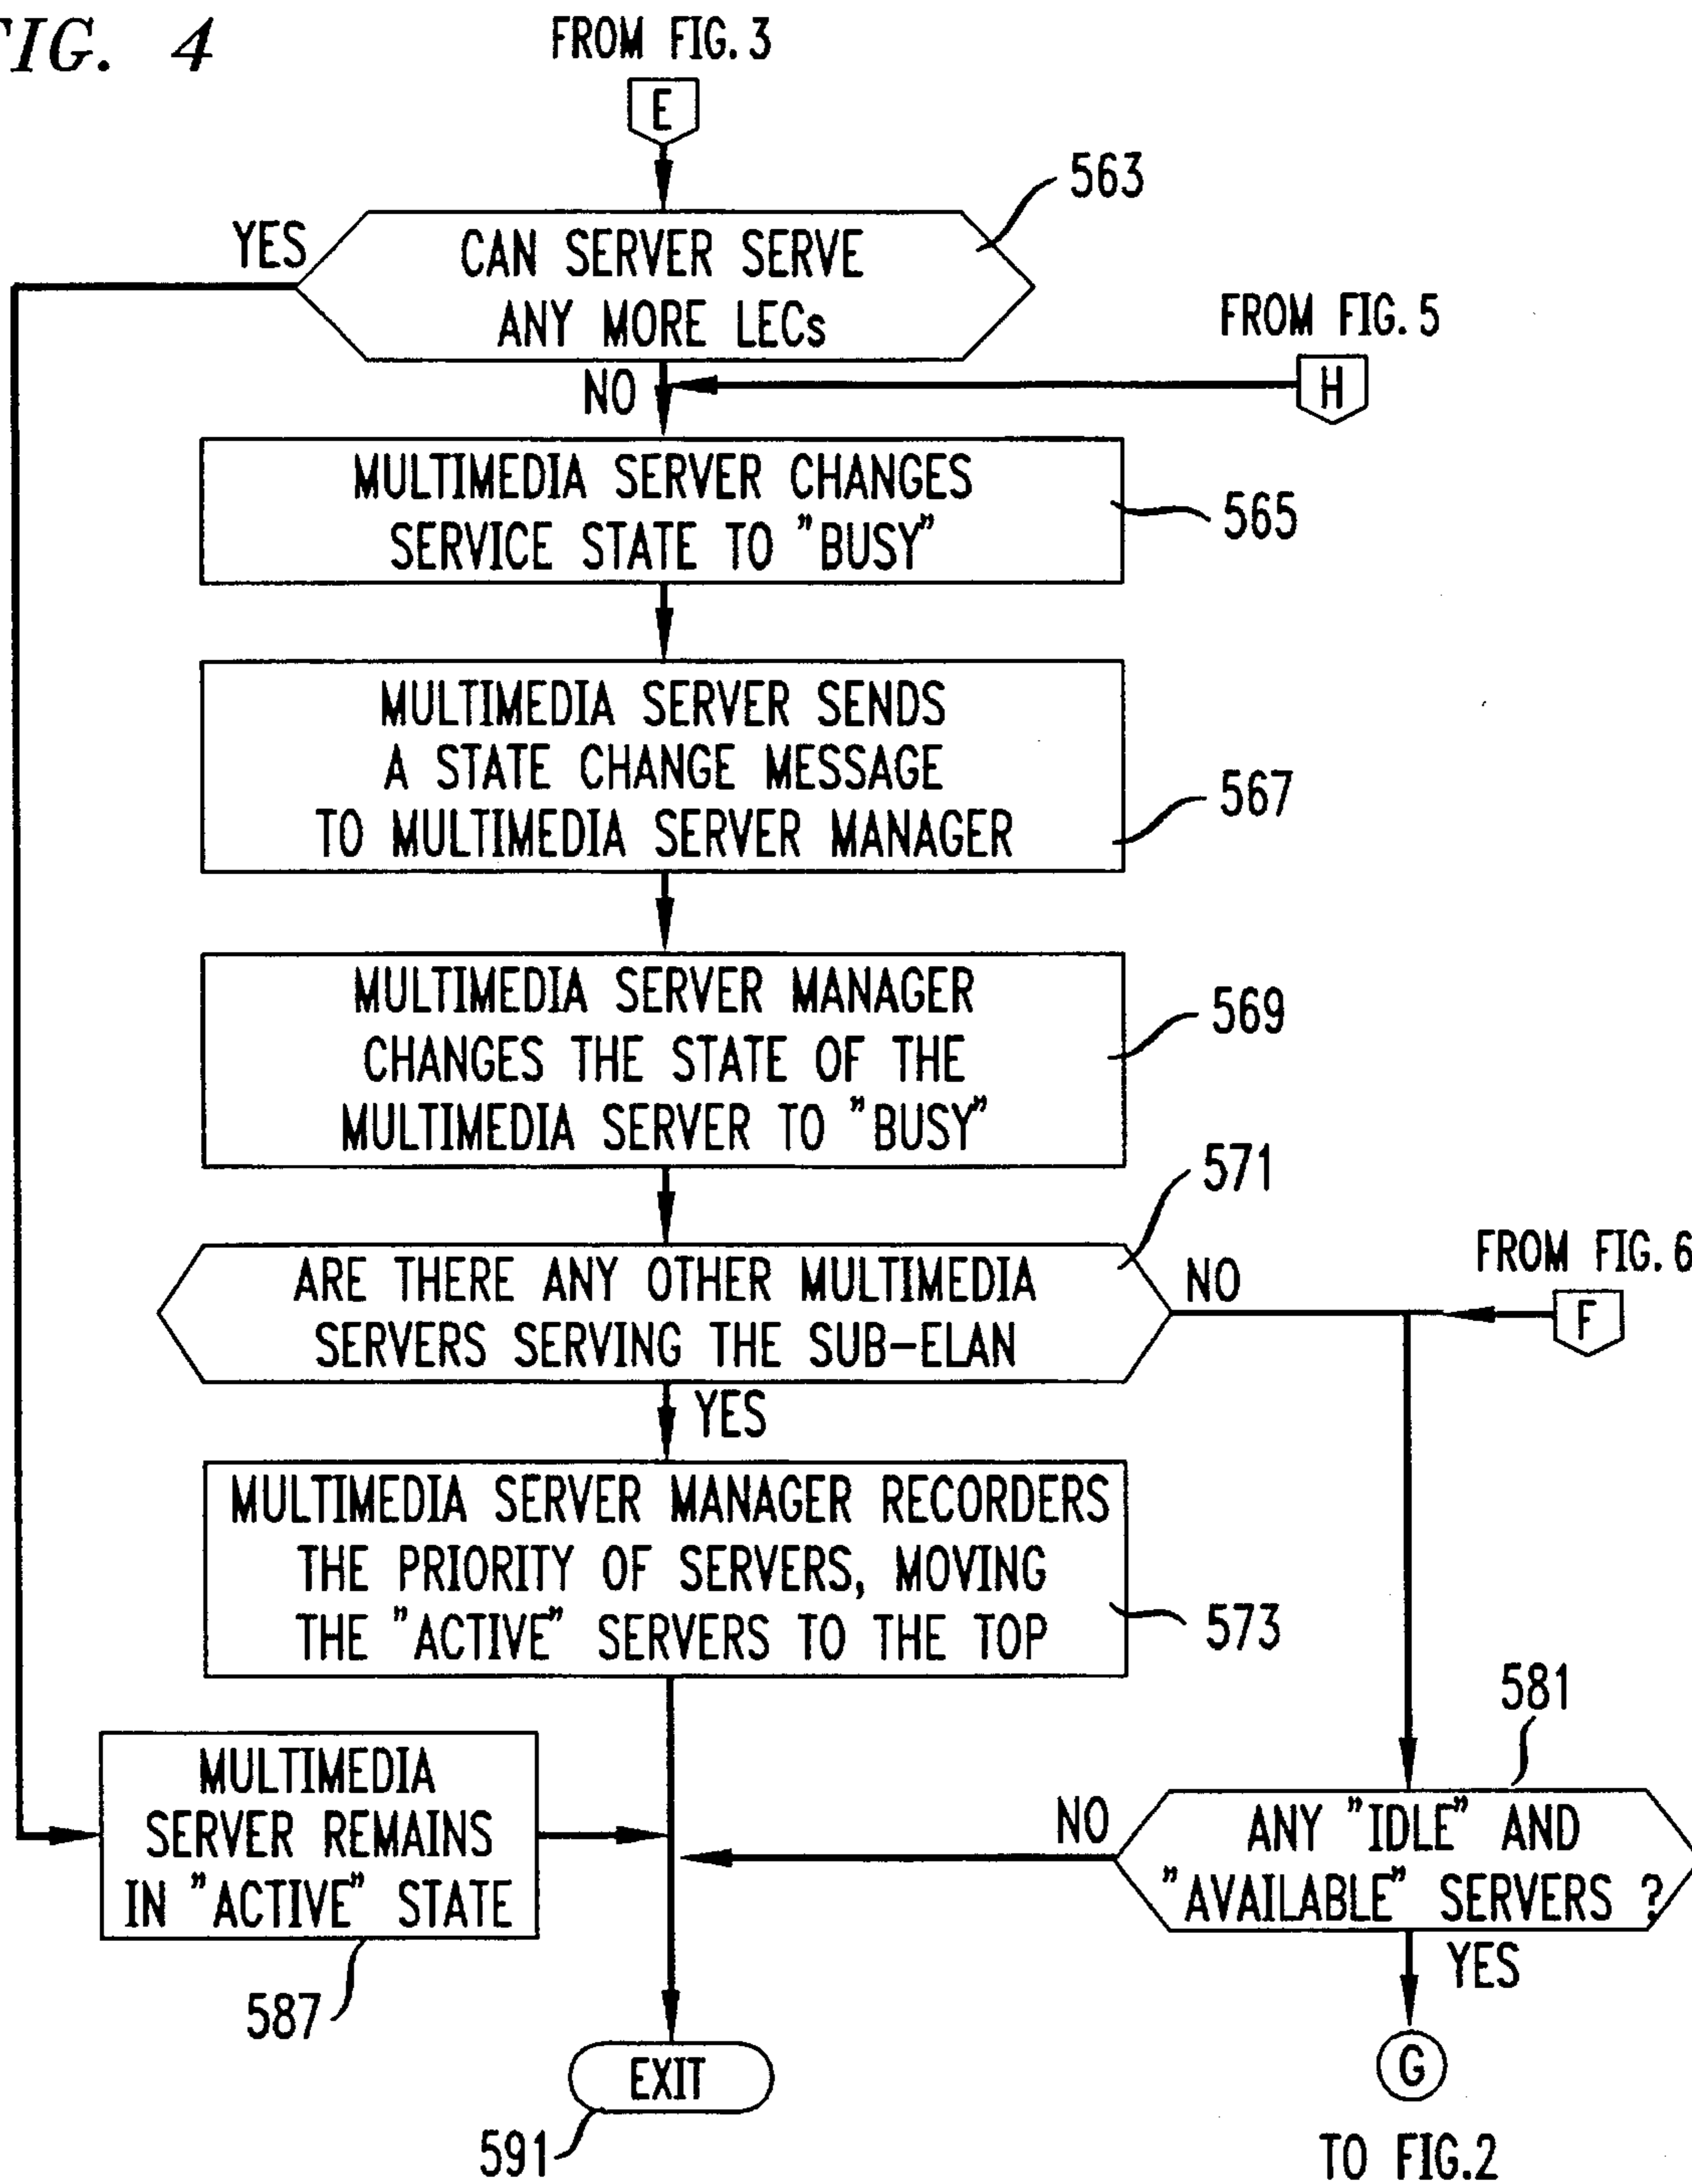 FIG. 4
FROM FIG. 3
E
563
YES
CAN SERVER SERVE
ANY MORE LECs
FROM FIG. 5
H
NO
MULTIMEDIA SERVER CHANGES
SERVICE STATE TO "BUSY"
565
MULTIMEDIA SERVER SENDS
A STATE CHANGE MESSAGE
TO MULTIMEDIA SERVER MANAGER
567
MULTIMEDIA SERVER MANAGER
CHANGES THE STATE OF THE
MULTIMEDIA SERVER TO "BUSY"
569
571
ARE THERE ANY OTHER MULTIMEDIA
SERVERS SERVING THE SUB-ELAN
NO
FROM FIG. 6
F
YES
MULTIMEDIA SERVER MANAGER RECORDERS
THE PRIORITY OF SERVERS, MOVING
THE "ACTIVE" SERVERS TO THE TOP
573
581
MULTIMEDIA
SERVER REMAINS
IN "ACTIVE" STATE
587
NO
ANY "IDLE" AND
"AVAILABLE" SERVERS ?
YES
EXIT
591
G
TO FIG.2